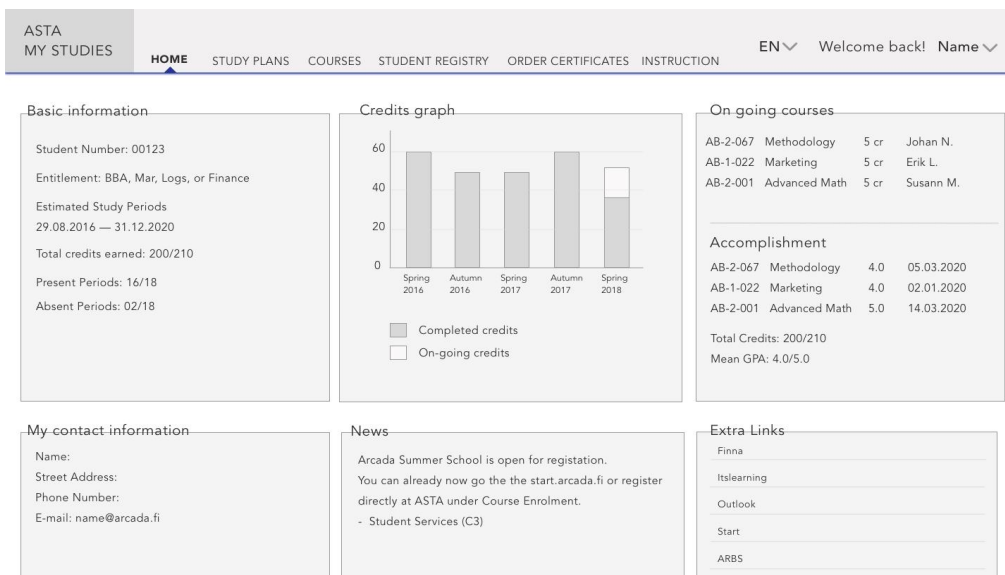 ASTA
MY STUDIES
HOME
STUDY PLANS
COURSES
STUDENT REGISTRY
ORDER CERTIFICATES
INSTRUCTION
EN
Welcome back! Name
Basic information
Student Number: 00123
Entitlement: BBA, Mar, Logs, or Finance
Estimated Study Periods
29.08.2016 — 31.12.2020
Total credits earned: 200/210
Present Periods: 16/18
Absent Periods: 02/18
Credits graph
60
40
20
0
Spring 2016
Autumn 2016
Spring 2017
Autumn 2017
Spring 2018
Completed credits
On-going credits
On going courses
AB-2-067 Methodology 5 cr Johan N.
AB-1-022 Marketing 5 cr Erik L.
AB-2-001 Advanced Math 5 cr Susann M.
Accomplishment
AB-2-067 Methodology 4.0 05.03.2020
AB-1-022 Marketing 4.0 02.01.2020
AB-2-001 Advanced Math 5.0 14.03.2020
Total Credits: 200/210
Mean GPA: 4.0/5.0
My contact information
Name:
Street Address:
Phone Number:
E-mail: name@arcada.fi
News
Arcada Summer School is open for registation.
You can already now go the the start.arcada.fi or register
directly at ASTA under Course Enrolment.
- Student Services (C3)
Extra Links
Finna
Itslearning
Outlook
Start
ARBS